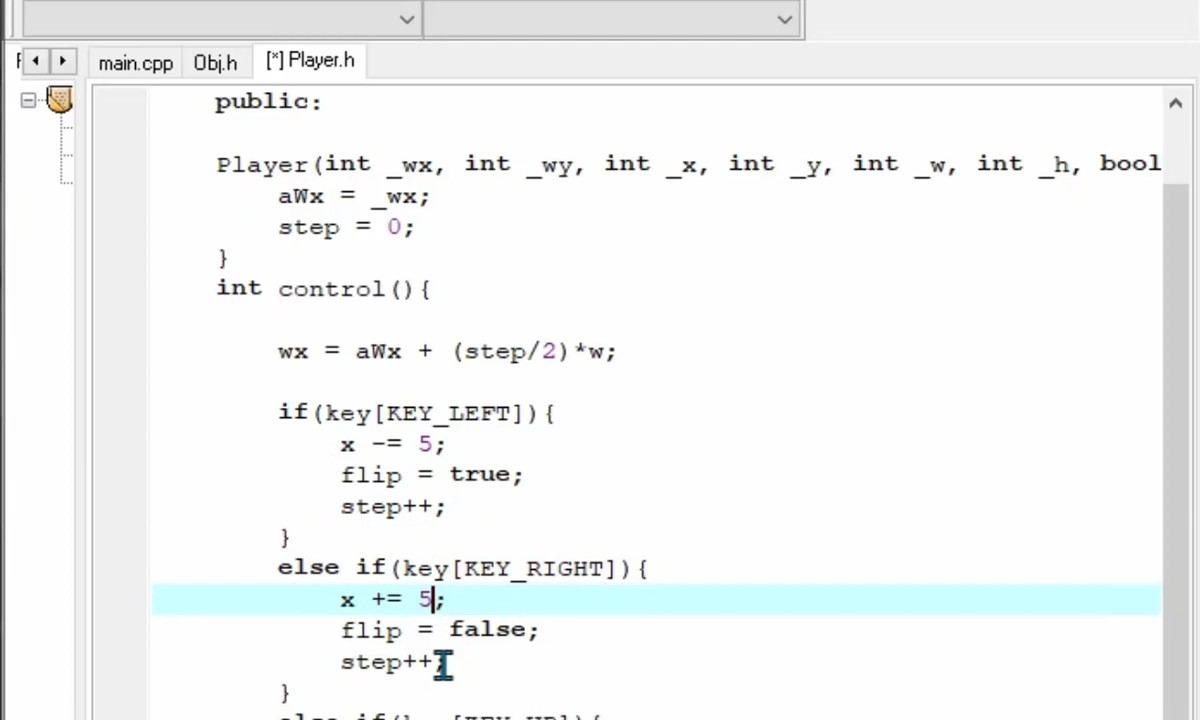 main.cpp Obj.h [*] Player.h
public:
Player(int _wx, int _wy, int _x, int _y, int _w, int _h, bool
aWx = _wx;
step = 0;
}
int control(){
wx = aWx + (step/2)*w;
if(key[KEY_LEFT]){
x -= 5;
flip = true;
step++;
}
else if(key[KEY_RIGHT]){
x += 5;
flip = false;
step++;
}